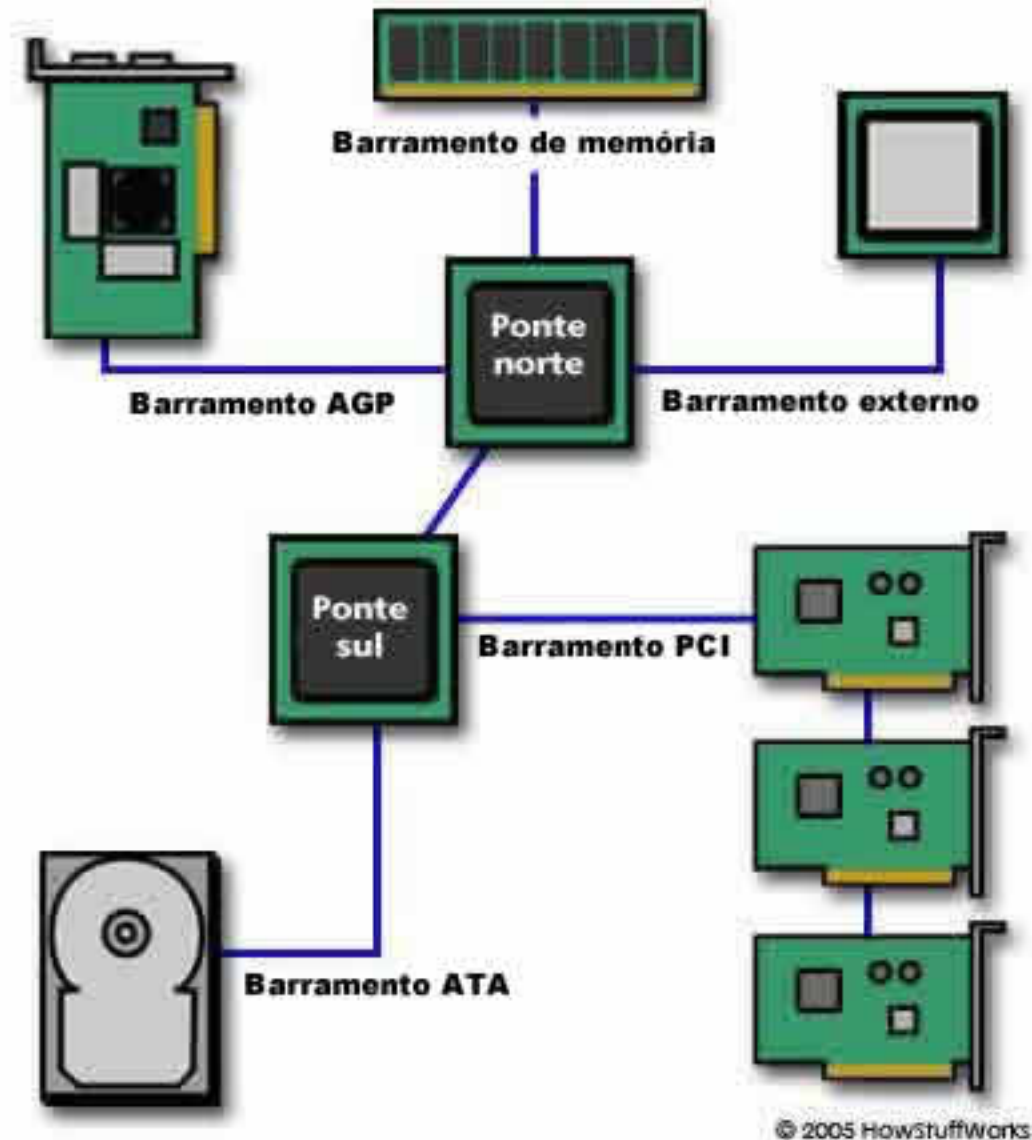 Barramento de memória
Ponte
norte
Barramento AGP
Barramento externo
Ponte
sul
Barramento PCI
Barramento ATA
© 2005 HowStuffWorks